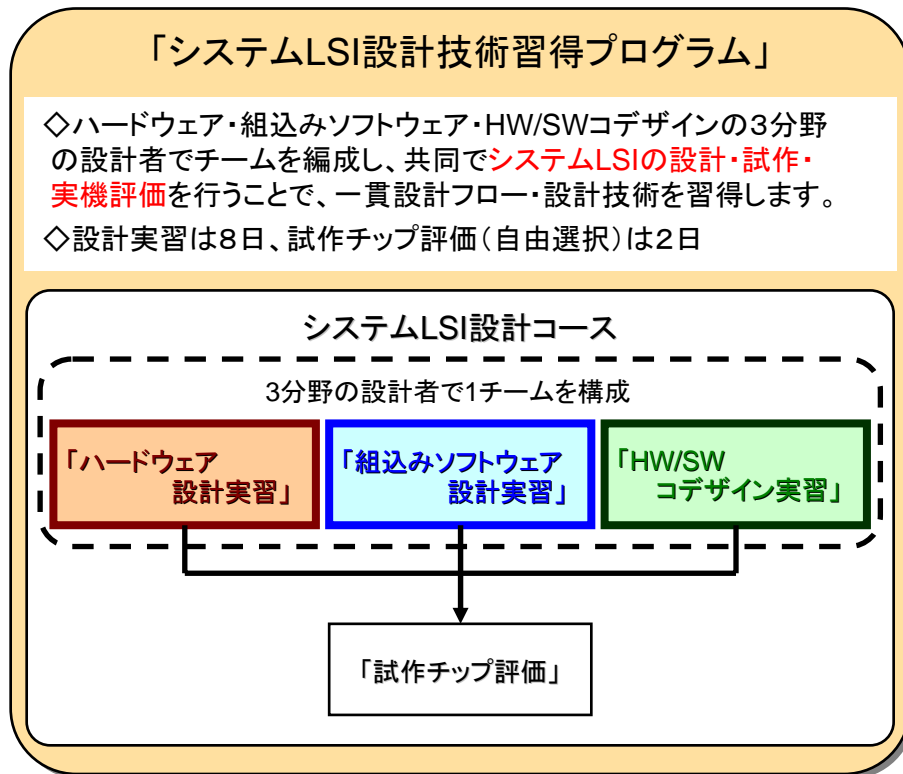 「システムLSI設計技術習得プログラム」
◇ハードウェア・組込みソフトウェア・HW/SWコデザインの３分野
の設計者でチームを編成し、共同でシステムLSIの設計・試作・
実機評価を行うことで、一貫設計フロー・設計技術を習得します。
◇設計実習は８日、試作チップ評価（自由選択）は２日
システムLSI設計コース
3分野の設計者で1チームを構成
「ハードウェア
設計実習」
「組込みソフトウェア
設計実習」
「HW/SW
コデザイン実習」
「試作チップ評価」